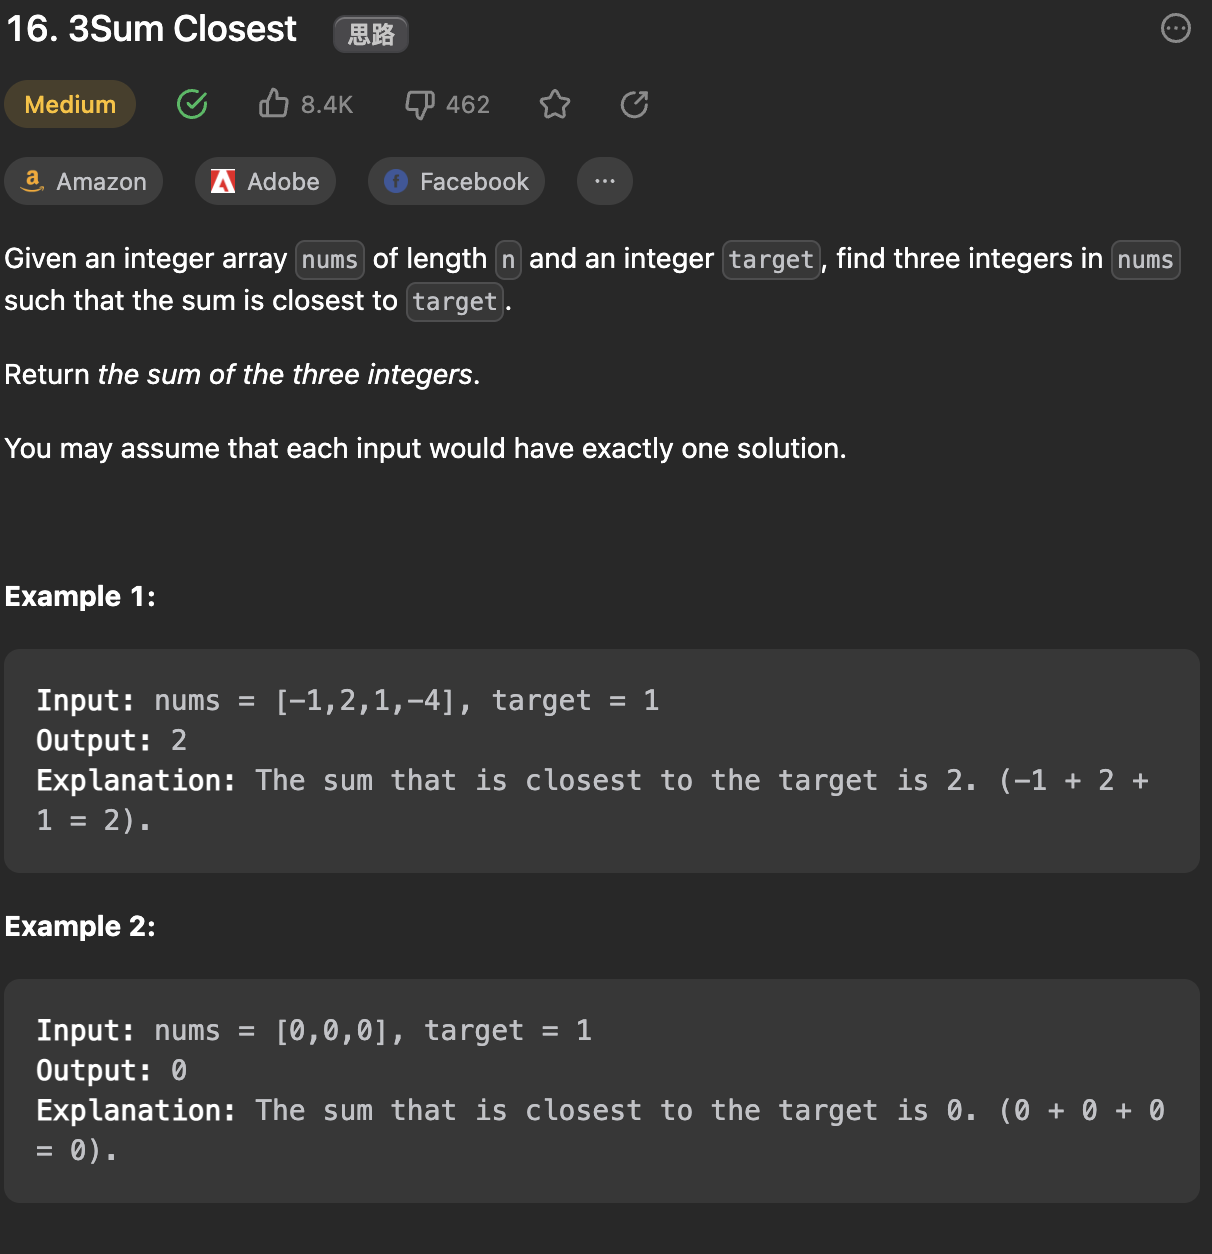 16. 3Sum Closest 思路
Medium 8.4K 462
Amazon Adobe Facebook ...
Given an integer array nums of length n and an integer target, find three integers in nums
such that the sum is closest to target.
Return the sum of the three integers.
You may assume that each input would have exactly one solution.
Example 1:
Input: nums = [-1,2,1,-4], target = 1
Output: 2
Explanation: The sum that is closest to the target is 2. (-1 + 2 +
1 = 2).
Example 2:
Input: nums = [0,0,0], target = 1
Output: 0
Explanation: The sum that is closest to the target is 0. (0 + 0 + 0
= 0).